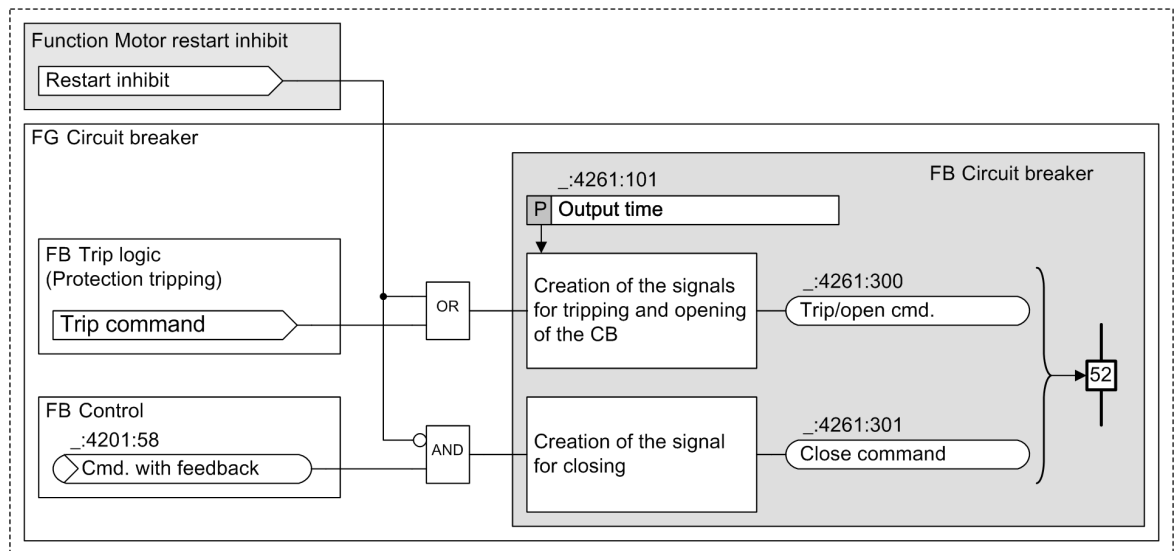 Function Motor restart inhibit
Restart inhibit
FG Circuit breaker
FB Circuit breaker
_:4261:101
P Output time
FB Trip logic
(Protection tripping)
Trip command
OR
Creation of the signals
for tripping and opening
of the CB
_:4261:300
Trip/open cmd.
52
FB Control
_:4201:58
Cmd. with feedback
AND
Creation of the signal
for closing
_:4261:301
Close command